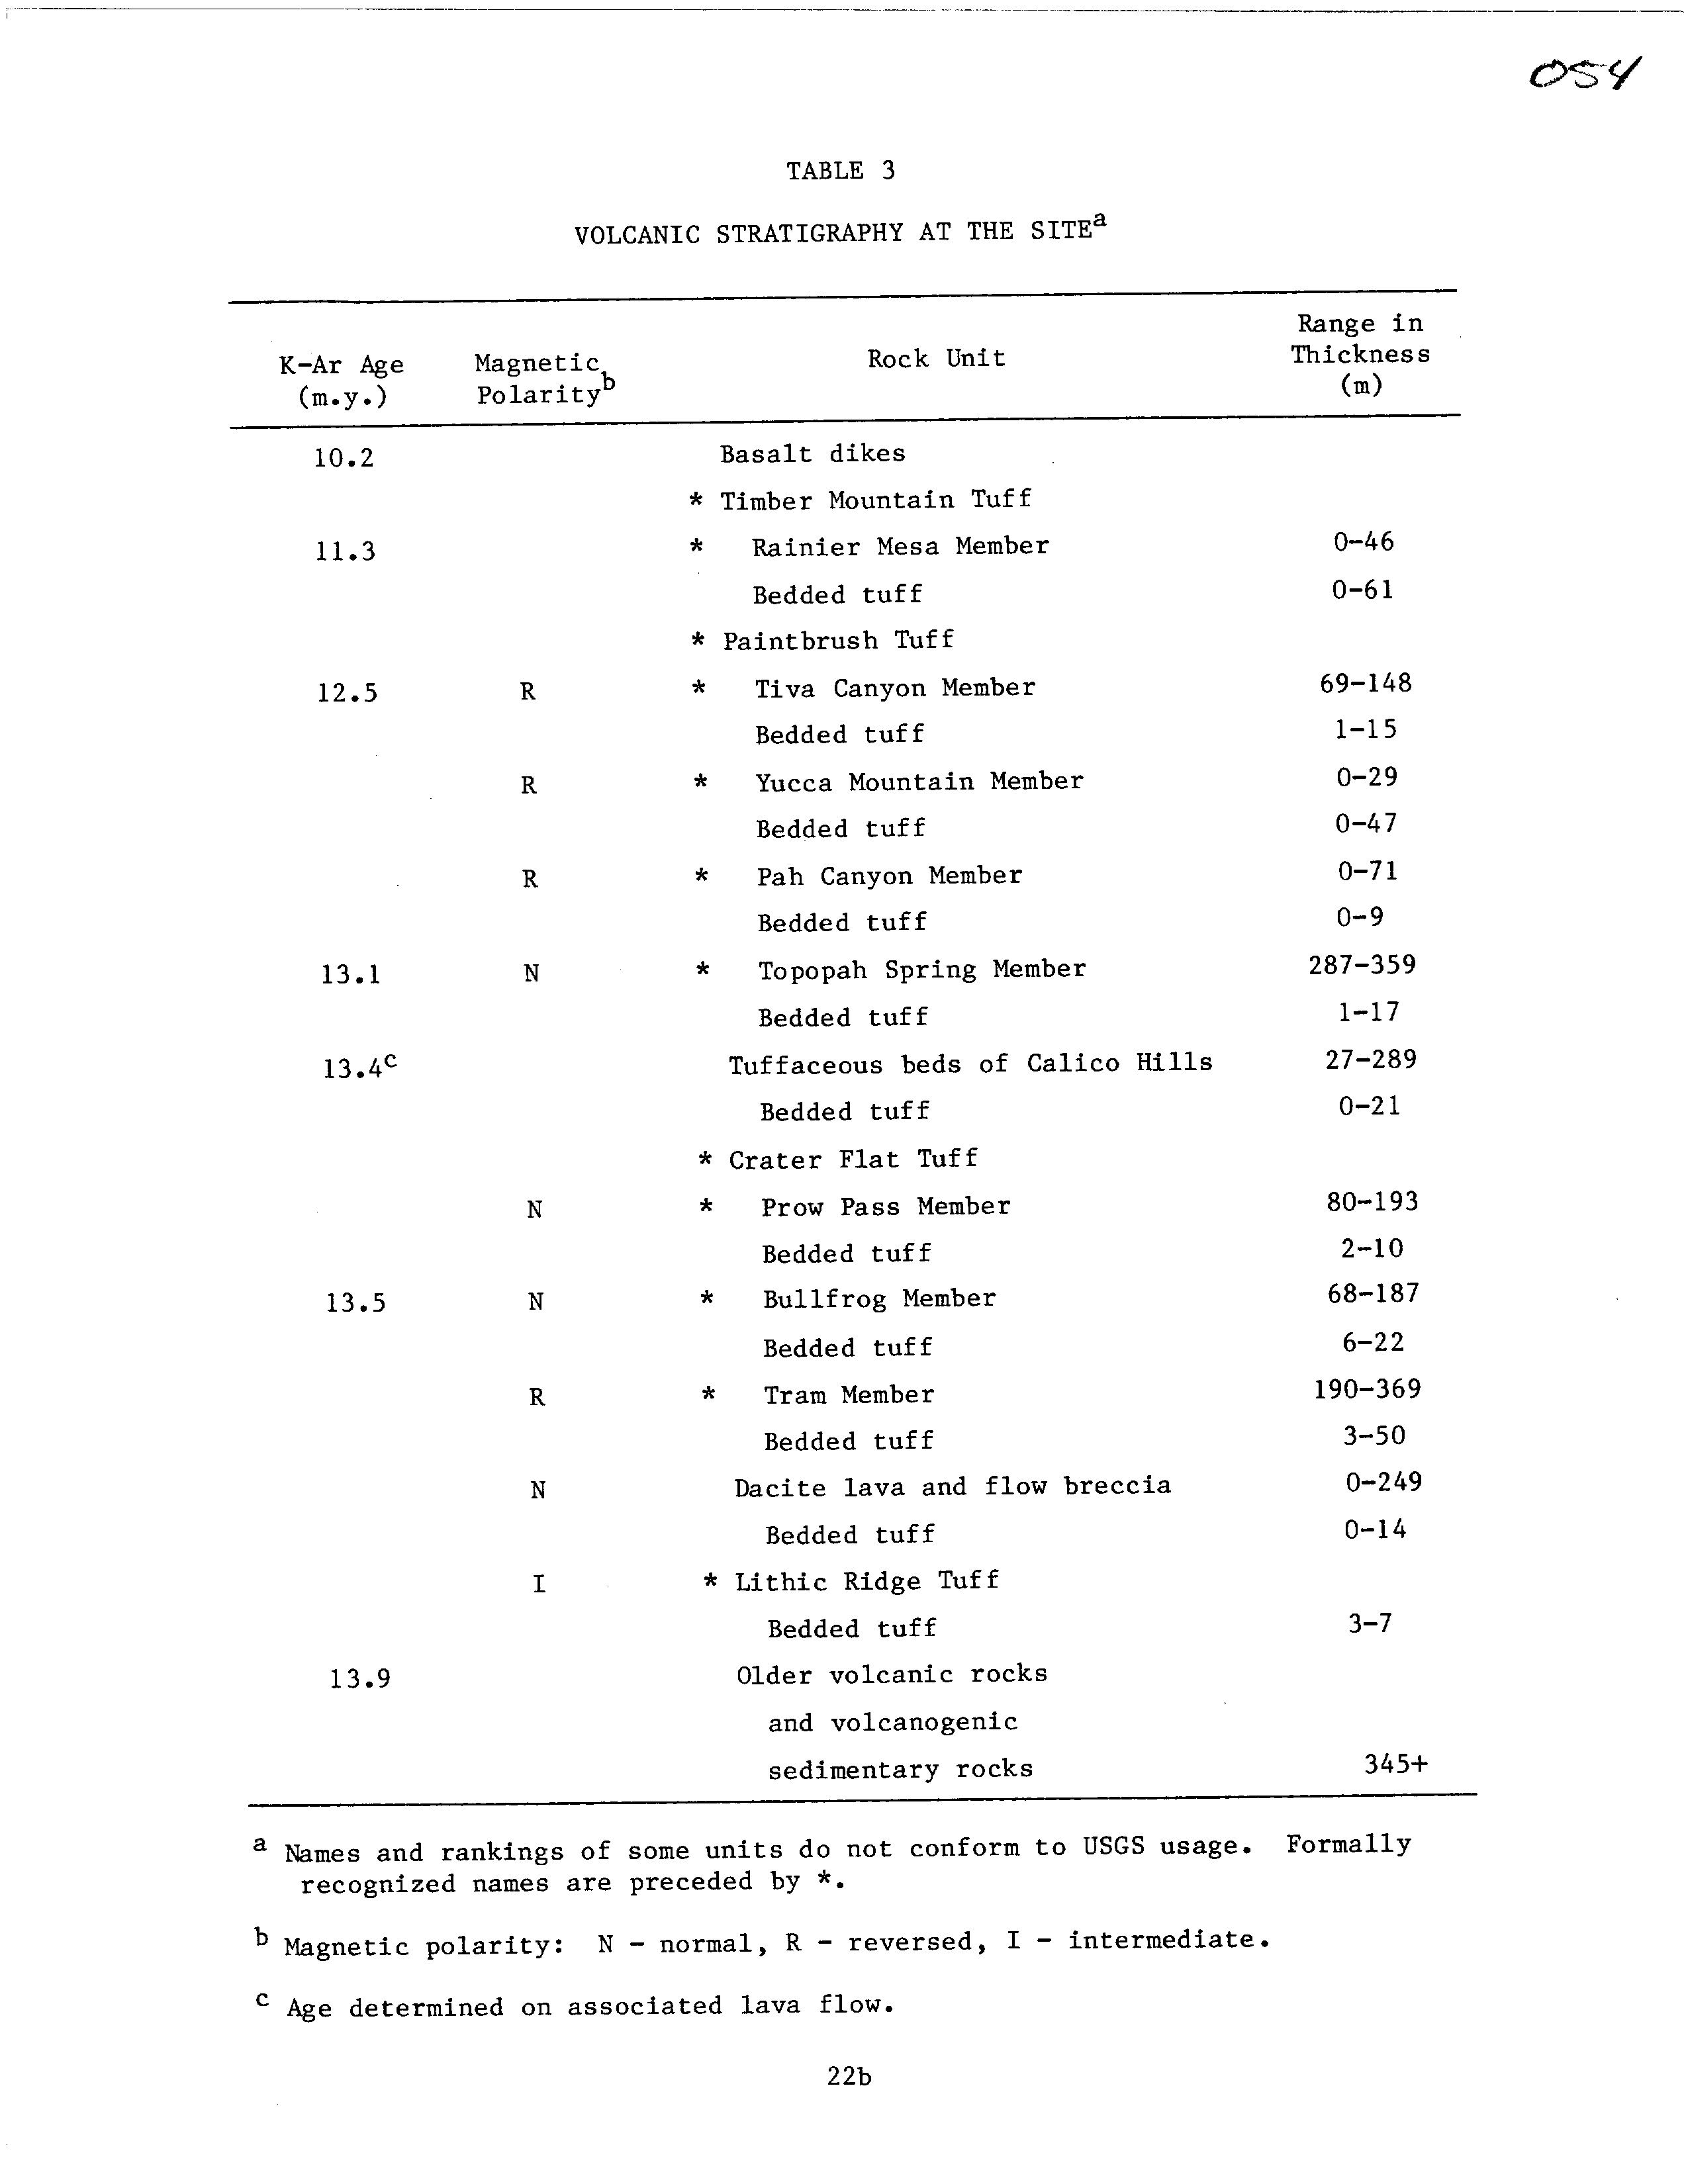 054
TABLE 3
VOLCANIC STRATIGRAPHY AT THE SITEa
K-Ar Age (m.y.) Magnetic Polarityb Rock Unit Range in Thickness (m)
10.2 Basalt dikes
* Timber Mountain Tuff
11.3 * Rainier Mesa Member 0-46
Bedded tuff 0-61
* Paintbrush Tuff
12.5 R * Tiva Canyon Member 69-148
Bedded tuff 1-15
R * Yucca Mountain Member 0-29
Bedded tuff 0-47
R * Pah Canyon Member 0-71
Bedded tuff 0-9
13.1 N * Topopah Spring Member 287-359
Bedded tuff 1-17
13.4c Tuffaceous beds of Calico Hills 27-289
Bedded tuff 0-21
* Crater Flat Tuff
N * Prow Pass Member 80-193
Bedded tuff 2-10
13.5 N * Bullfrog Member 68-187
Bedded tuff 6-22
R * Tram Member 190-369
Bedded tuff 3-50
N Dacite lava and flow breccia 0-249
Bedded tuff 0-14
I * Lithic Ridge Tuff
Bedded tuff 3-7
13.9 Older volcanic rocks
and volcanogenic
sedimentary rocks 345+
a Names and rankings of some units do not conform to USGS usage. Formally
recognized names are preceded by *.
b Magnetic polarity: N - normal, R - reversed, I - intermediate.
c Age determined on associated lava flow.
22b